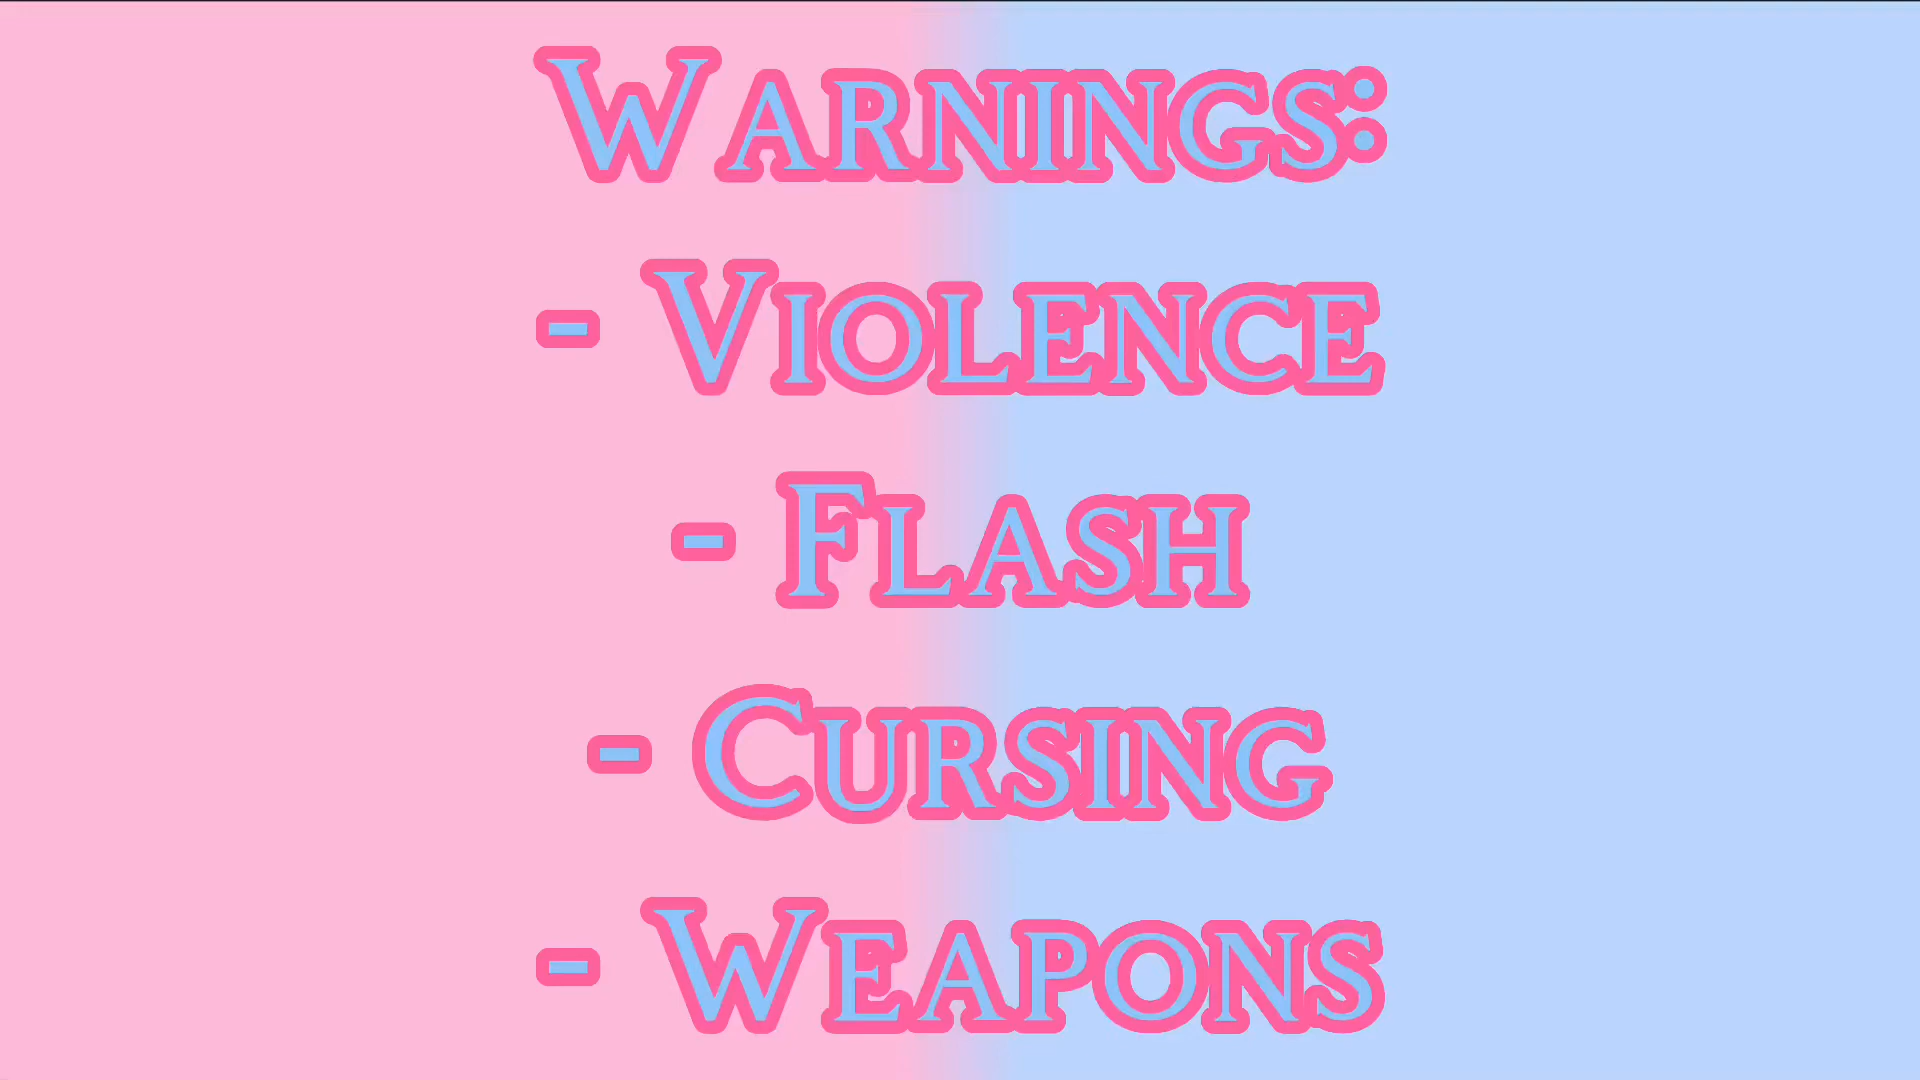 Warnings:
- Violence
- Flash
- Cursing
- Weapons